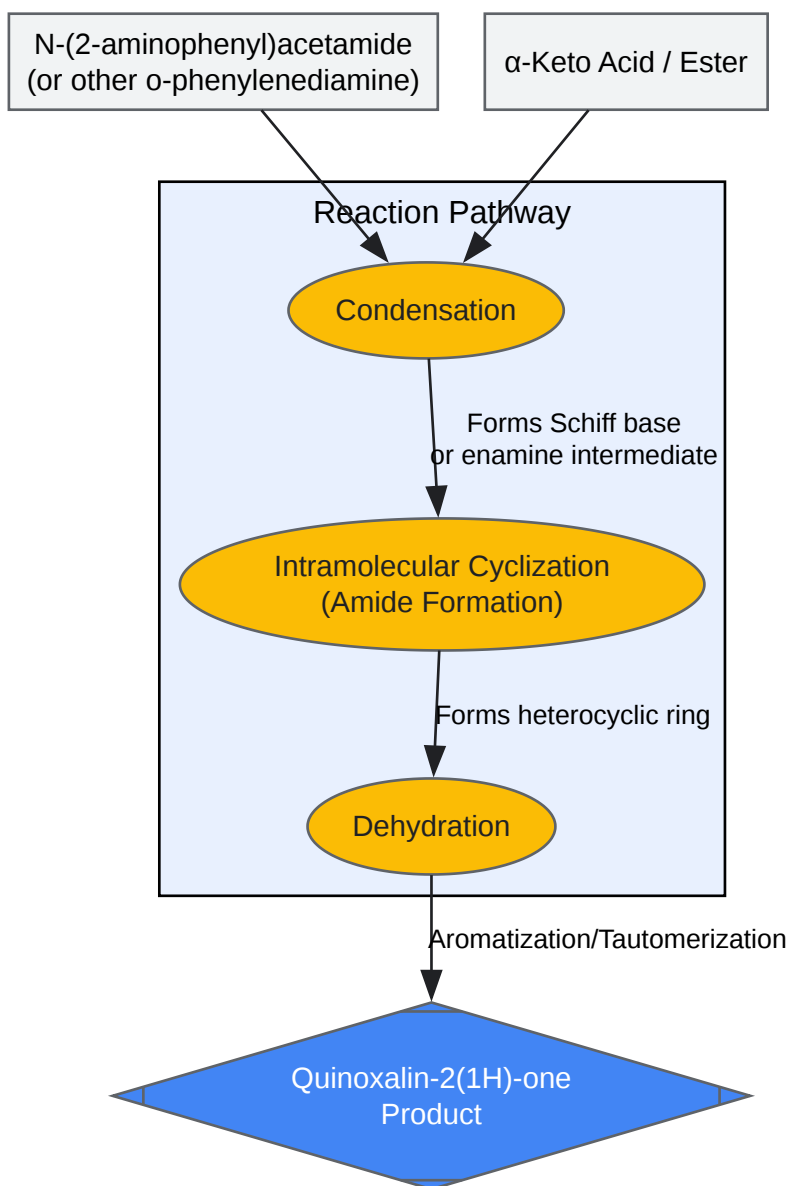 N-(2-aminophenyl)acetamide
(or other o-phenylenediamine)
α-Keto Acid / Ester
Reaction Pathway
Condensation
Forms Schiff base
or enamine intermediate
Intramolecular Cyclization
(Amide Formation)
Forms heterocyclic ring
Dehydration
Aromatization/Tautomerization
Quinoxalin-2(1H)-one
Product